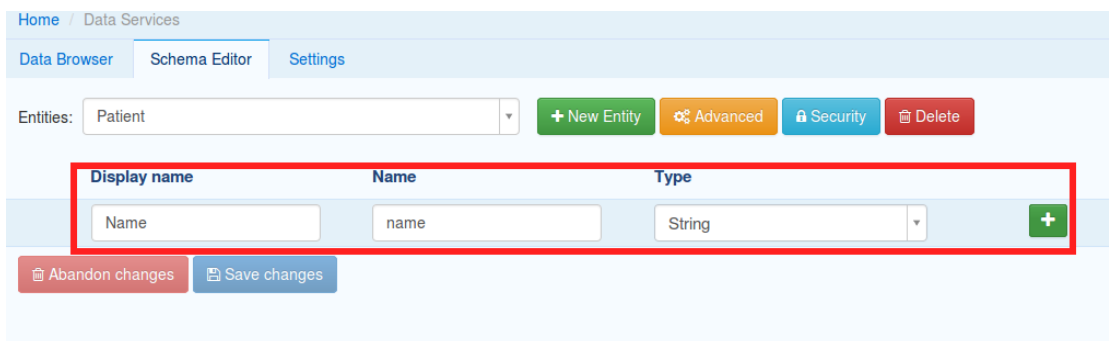 Home / Data Services
Data Browser Schema Editor Settings
Entities: Patient New Entity Advanced Security Delete
Display name Name Type
Name name String
Abandon changes Save changes